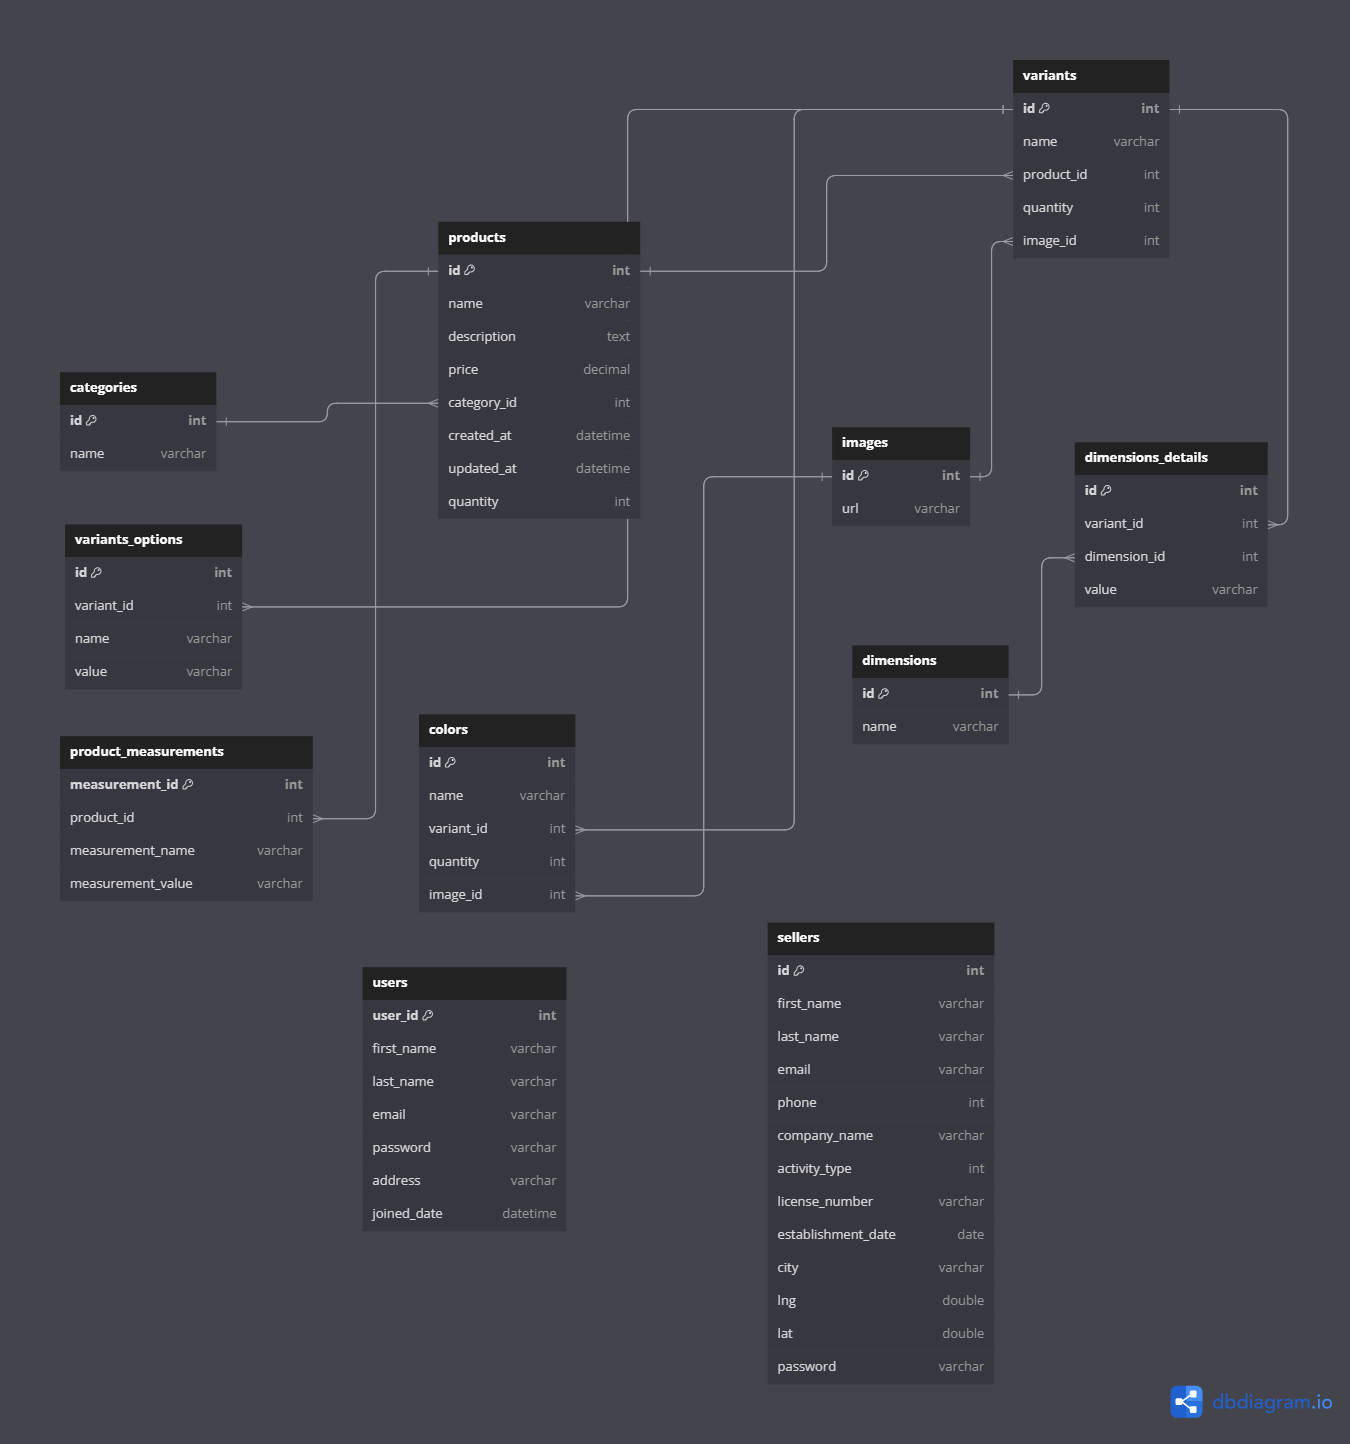 variants
id int
name varchar
product_id int
quantity int
image_id int
products
id int
name varchar
description text
price decimal
category_id int
created_at datetime
updated_at datetime
quantity int
categories
id int
name varchar
images
id int
url varchar
dimensions_details
id int
variant_id int
dimension_id int
value varchar
variants_options
id int
variant_id int
name varchar
value varchar
dimensions
id int
name varchar
product_measurements
measurement_id int
product_id int
measurement_name varchar
measurement_value varchar
colors
id int
name varchar
variant_id int
quantity int
image_id int
sellers
id int
first_name varchar
last_name varchar
email varchar
phone int
company_name varchar
activity_type int
license_number varchar
establishment_date date
city varchar
lng double
lat double
password varchar
users
user_id int
first_name varchar
last_name varchar
email varchar
password varchar
address varchar
joined_date datetime
dbdiagram.io